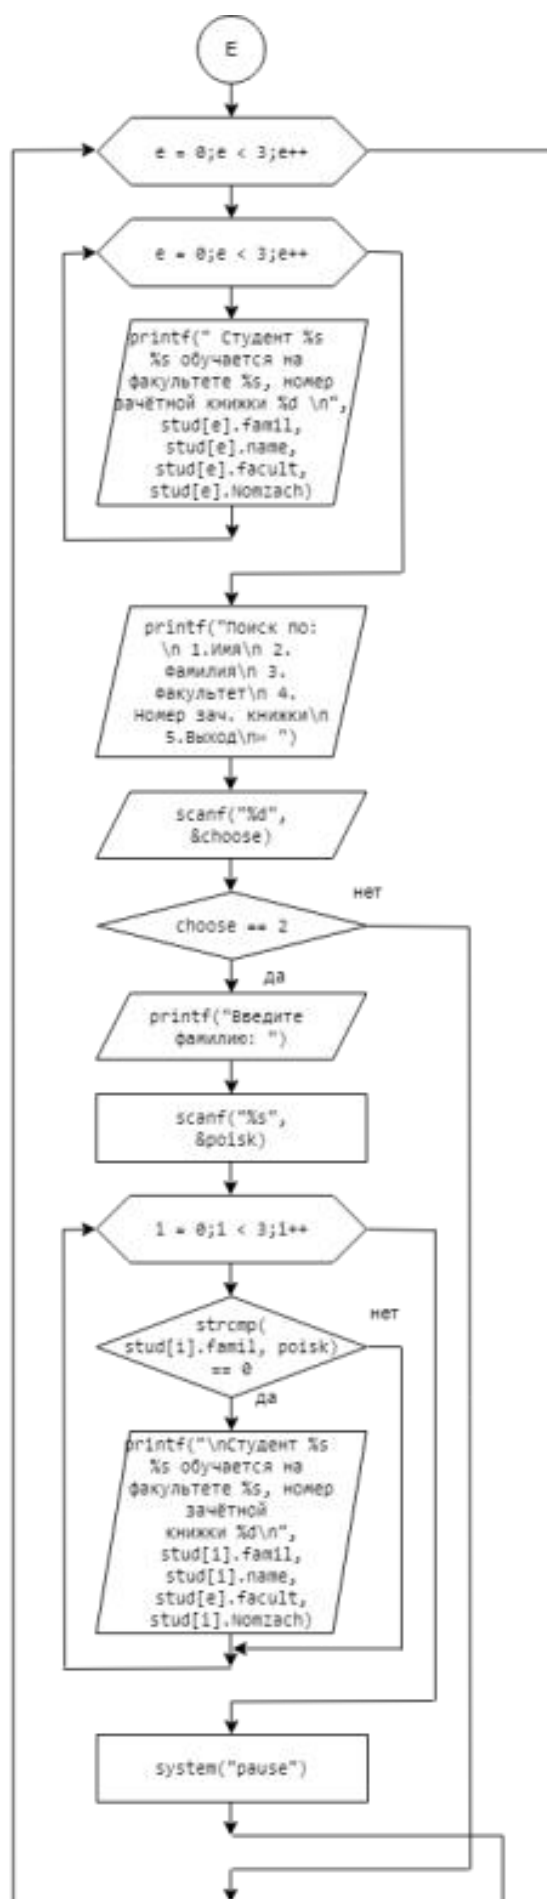 E
e = 0;e < 3;e++
e = 0;e < 3;e++
printf(" Студент %s
%s обучается на
факультете %s, номер
зачётной книжки %d \n",
stud[e].famil,
stud[e].name,
stud[e].facult,
stud[e].Nomzach)
printf("Поиск по:
\n 1.Имя\n 2.
Фамилия\n 3.
Факультет\n 4.
Номер зач. книжки\n
5.Выход\n= ")
scanf("%d",
&choose)
нет
choose == 2
да
printf("Введите
фамилию: ")
scanf("%s",
&poisk)
i = 0;i < 3;i++
нет
strcmp(
stud[i].famil, poisk)
== 0
да
printf("\nСтудент %s
%s обучается на
факультете %s, номер
зачётной
книжки %d\n",
stud[i].famil,
stud[i].name,
stud[e].facult,
stud[i].Nomzach)
system("pause")